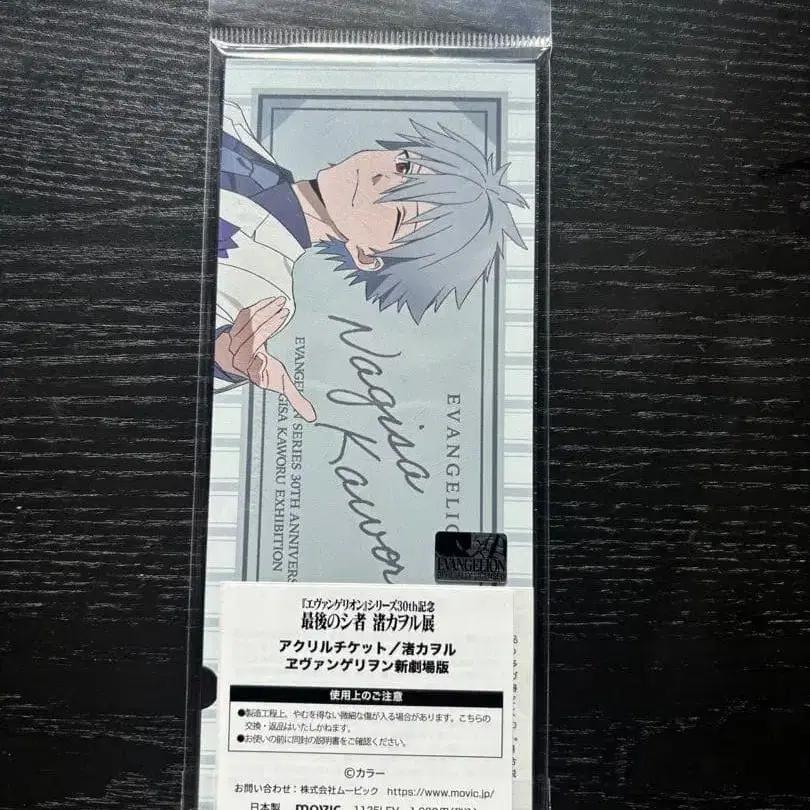 EVANGELION
Nagisa
Kawor
EVANGELI
SERIES 30TH ANNIVERS
GISA KAWORU EXHIBITION
EVANGELION
『エヴァンゲリオン』シリーズ30th記念
最後のシ者 渚カヲル展
アクリルチケット/渚カヲル
ヱヴァンゲリヲン新劇場版
使用上のご注意
●製造工程上、やむを得ない微細な傷が入る場合があります。こちらの
交換・返品はいたしかねます。
●お使いの前に同封の説明書をご確認ください。
©カラー
お問い合わせ：株式会社ムービック https://www.movic.jp/
日本製 movic